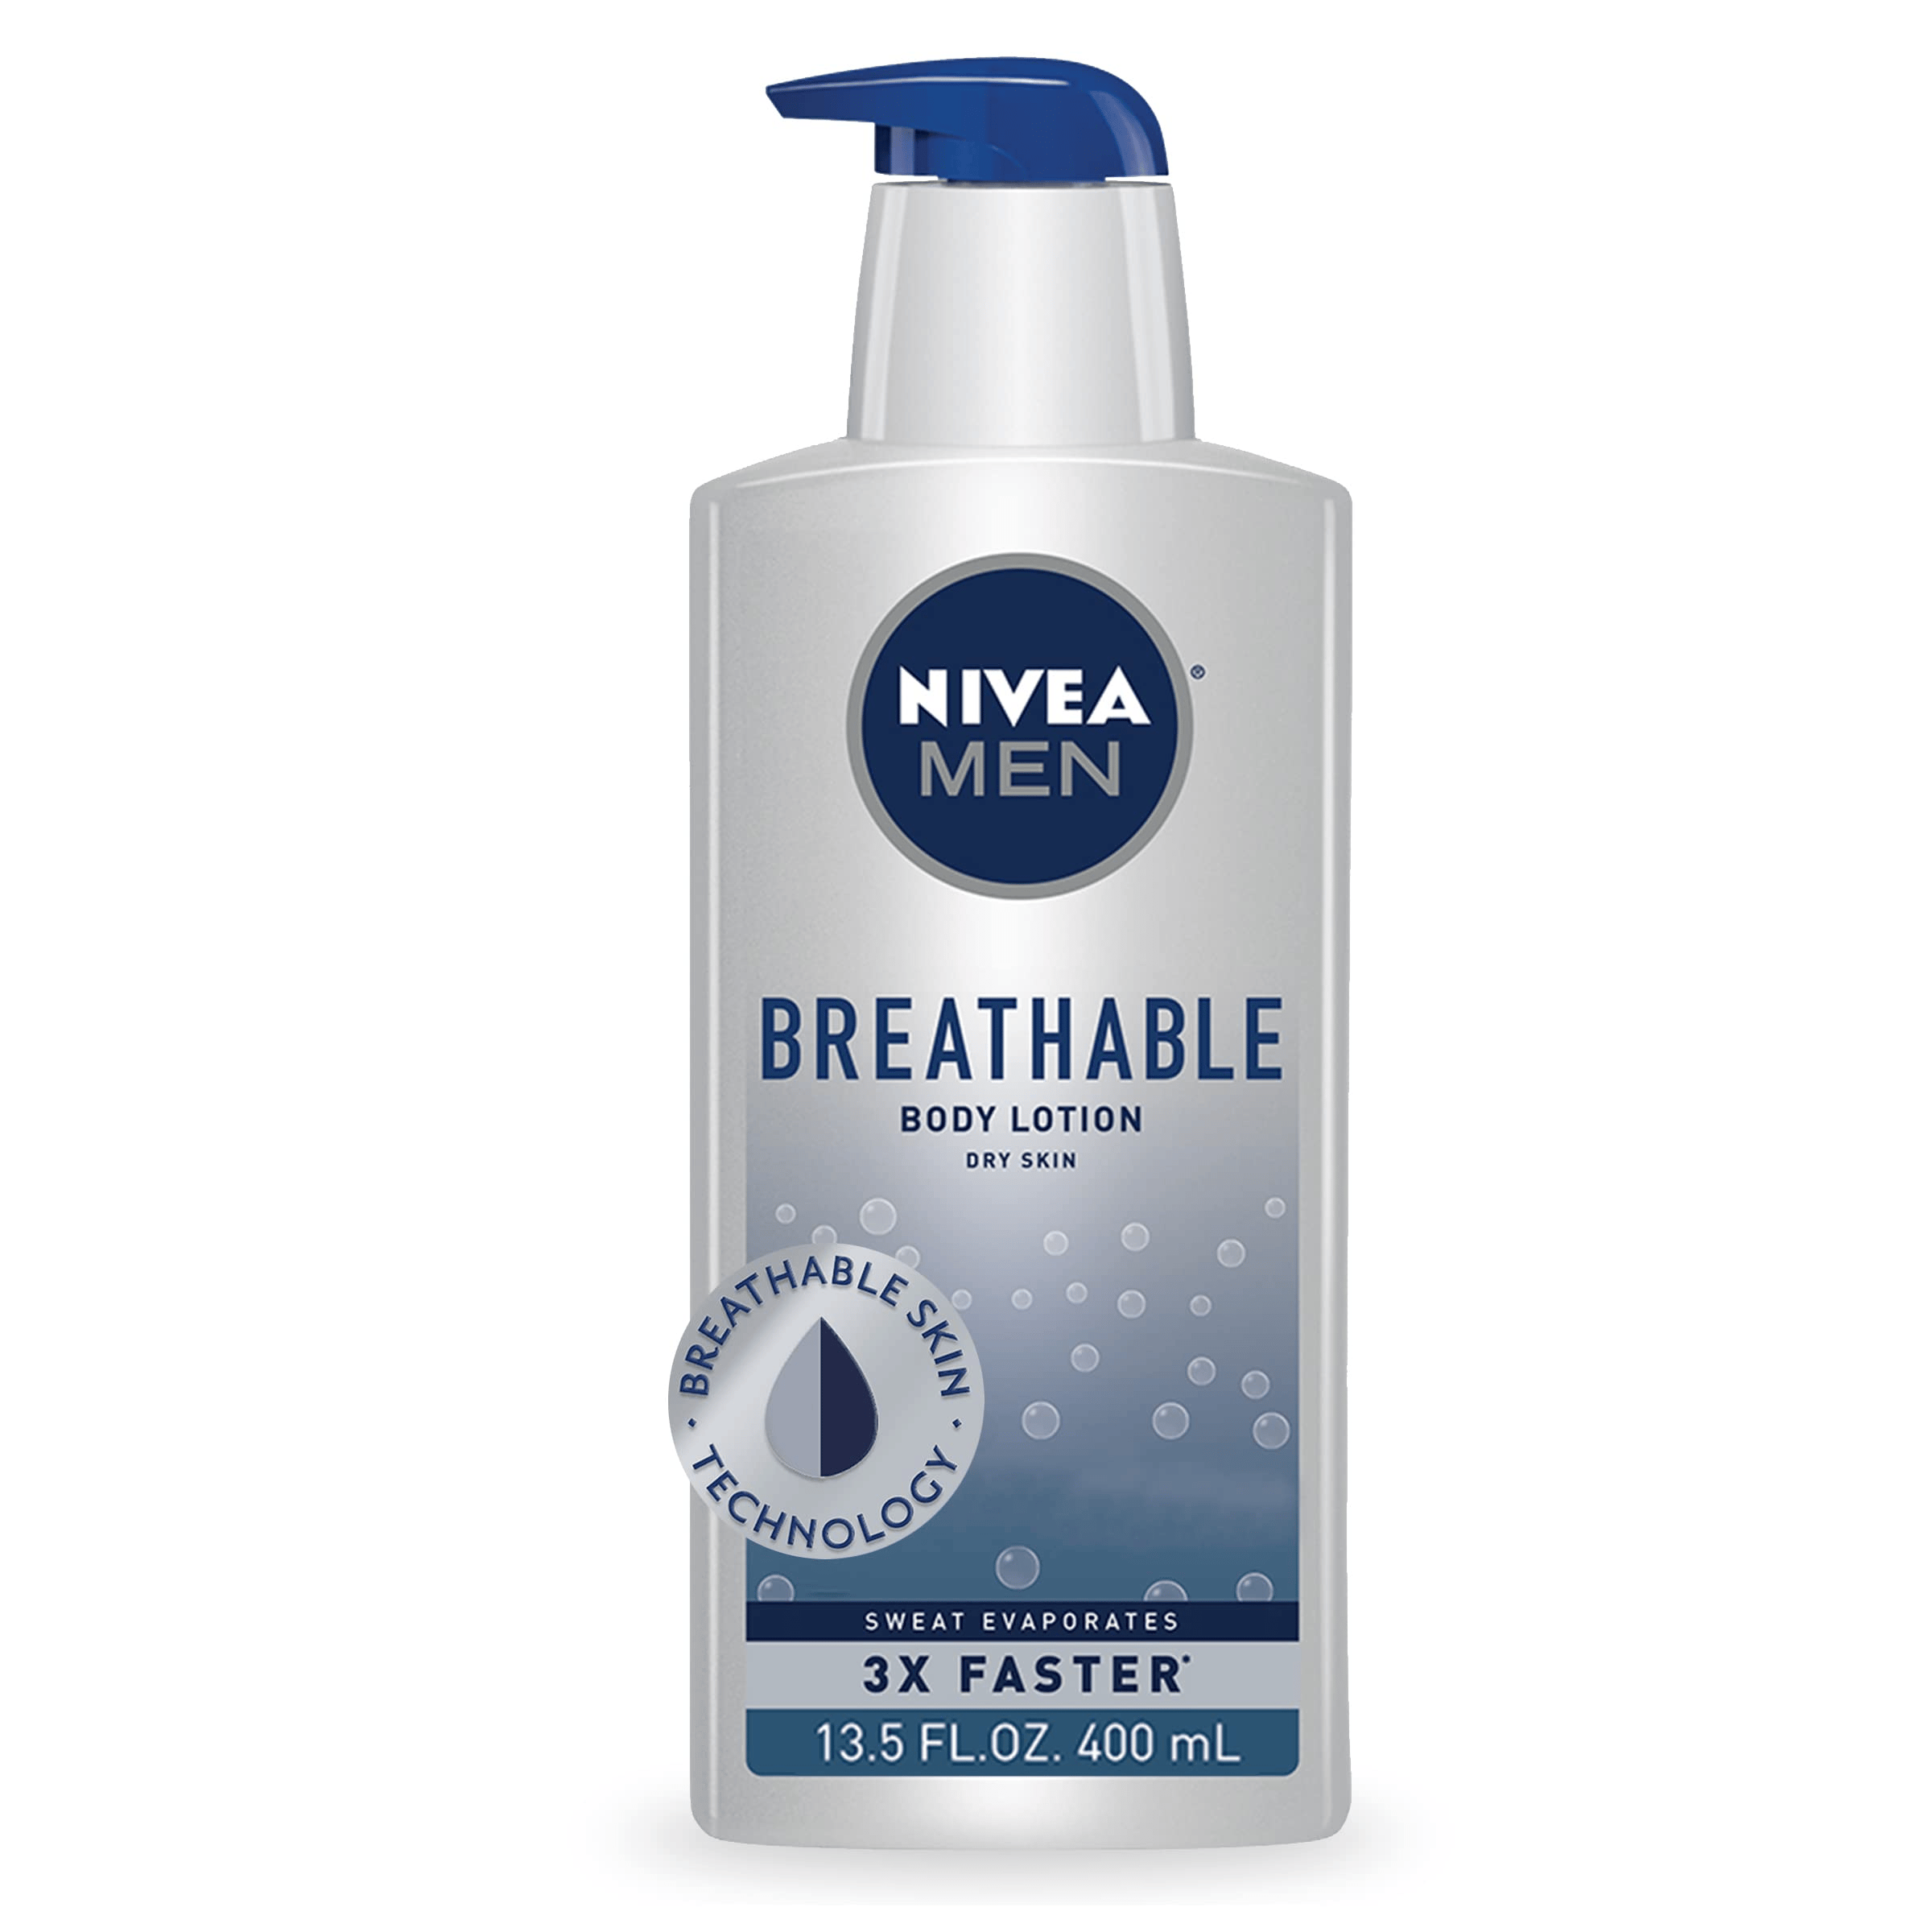 NIVEA
MEN
®
BREATHABLE
BODY LOTION
DRY SKIN
· BREATHABLE SKIN ·
TECHNOLOGY
SWEAT EVAPORATES
3X FASTER*
13.5 FL.OZ. 400 mL